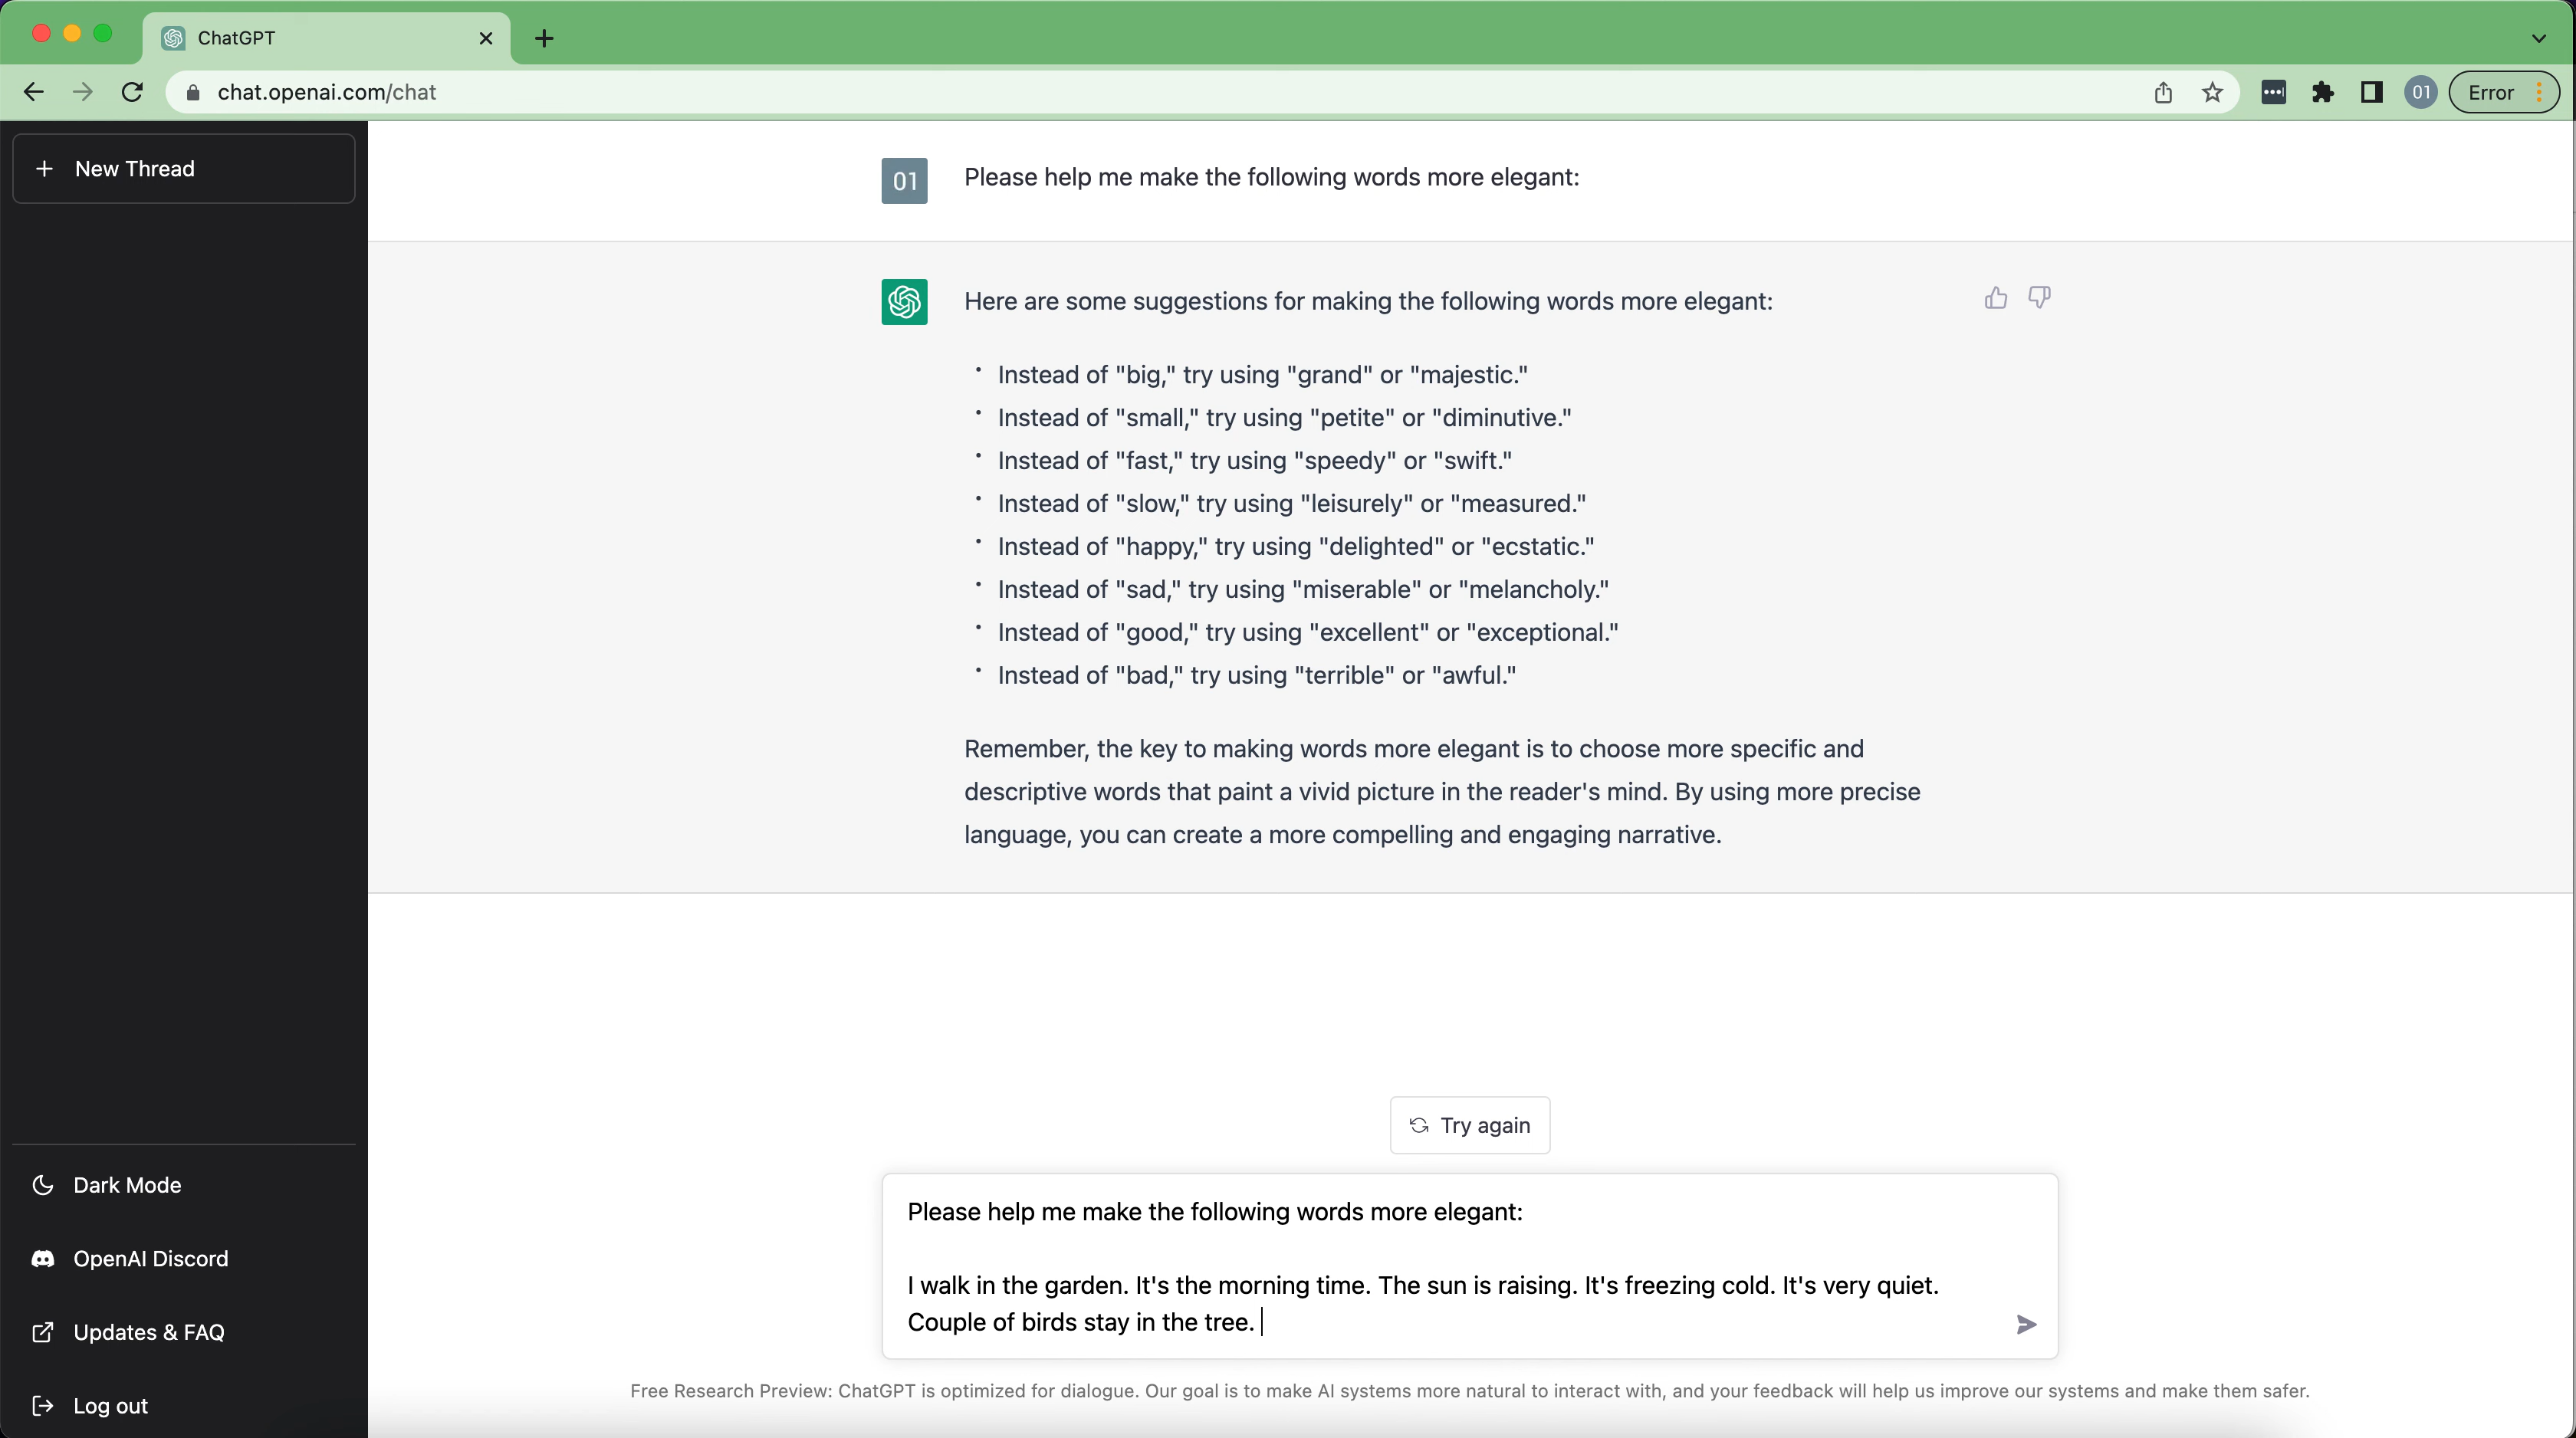 ChatGPT
chat.openai.com/chat
01
Error
New Thread
01
Please help me make the following words more elegant:
Here are some suggestions for making the following words more elegant:
Instead of "big," try using "grand" or "majestic."
Instead of "small," try using "petite" or "diminutive."
Instead of "fast," try using "speedy" or "swift."
Instead of "slow," try using "leisurely" or "measured."
Instead of "happy," try using "delighted" or "ecstatic."
Instead of "sad," try using "miserable" or "melancholy."
Instead of "good," try using "excellent" or "exceptional."
Instead of "bad," try using "terrible" or "awful."
Remember, the key to making words more elegant is to choose more specific and
descriptive words that paint a vivid picture in the reader's mind. By using more precise
language, you can create a more compelling and engaging narrative.
Try again
Please help me make the following words more elegant:
I walk in the garden. It's the morning time. The sun is raising. It's freezing cold. It's very quiet.
Couple of birds stay in the tree.
Dark Mode
OpenAI Discord
Updates & FAQ
Log out
Free Research Preview: ChatGPT is optimized for dialogue. Our goal is to make AI systems more natural to interact with, and your feedback will help us improve our systems and make them safer.